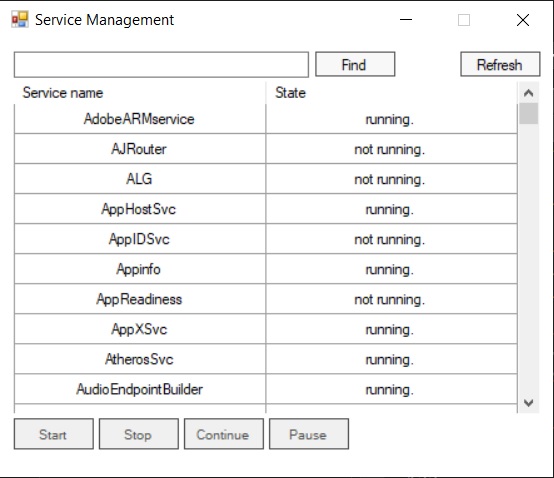 Service Management
Find Refresh
Service name State
AdobeARMservice running.
AJRouter not running.
ALG not running.
AppHostSvc running.
AppIDSvc not running.
Appinfo running.
AppReadiness not running.
AppXSvc running.
AtherosSvc running.
AudioEndpointBuilder running.
Start Stop Continue Pause